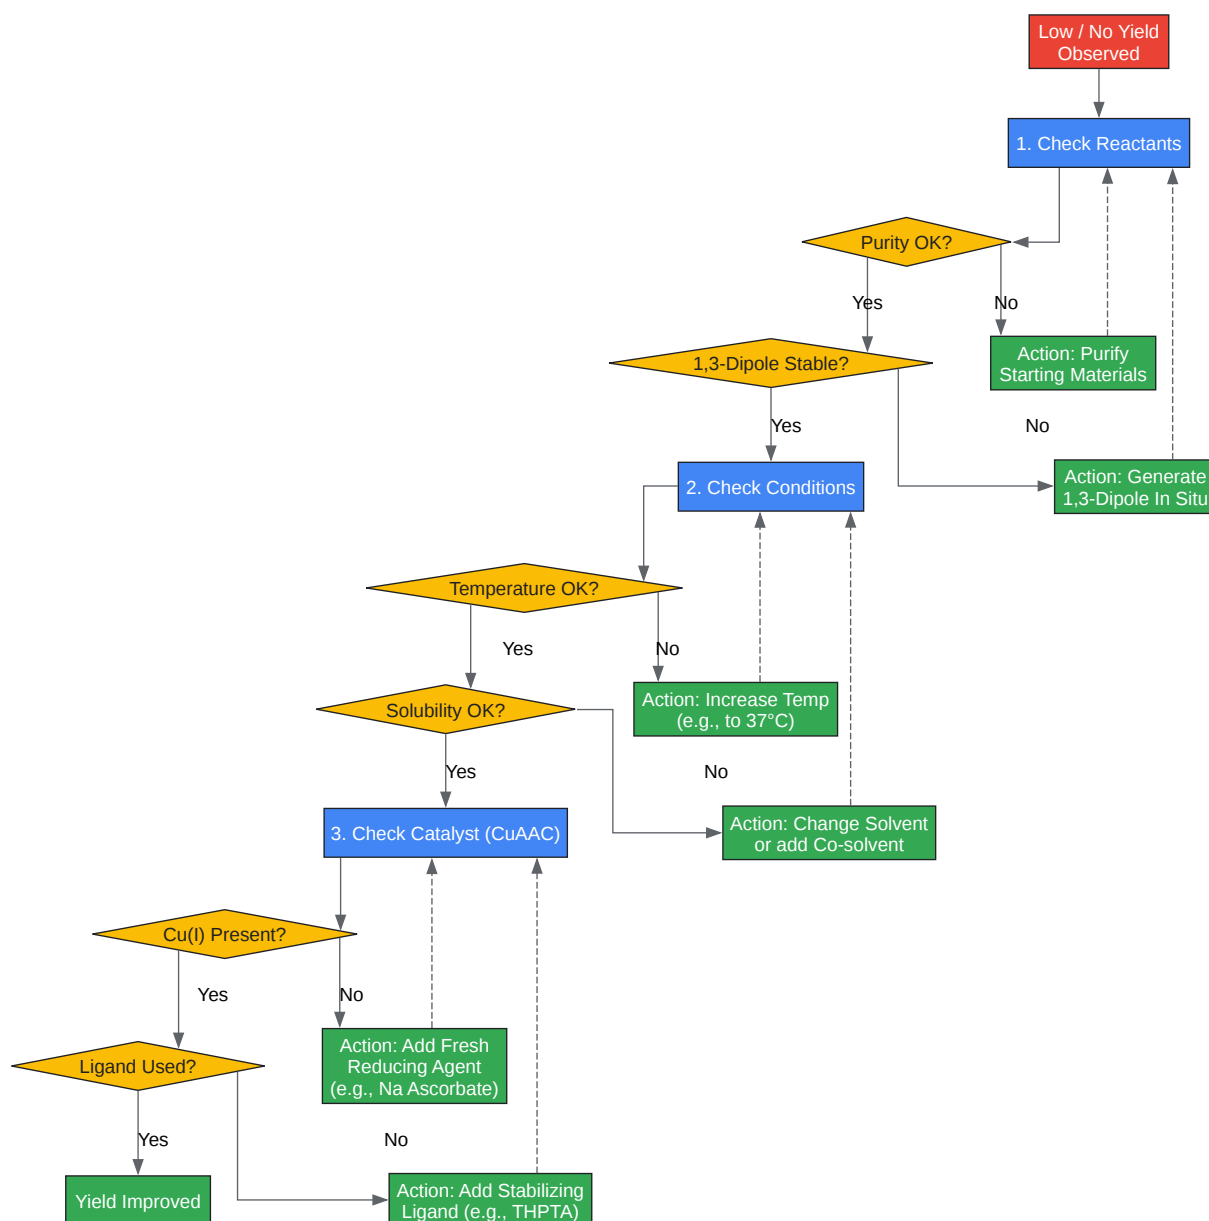 Low / No Yield
Observed
1. Check Reactants
Purity OK?
Yes
No
Action: Purify
Starting Materials
1,3-Dipole Stable?
Yes
No
Action: Generate
1,3-Dipole In Situ
2. Check Conditions
Temperature OK?
Yes
No
Action: Increase Temp
(e.g., to 37°C)
Solubility OK?
Yes
No
Action: Change Solvent
or add Co-solvent
3. Check Catalyst (CuAAC)
Cu(I) Present?
Yes
No
Action: Add Fresh
Reducing Agent
(e.g., Na Ascorbate)
Ligand Used?
Yes
No
Yield Improved
Action: Add Stabilizing
Ligand (e.g., THPTA)